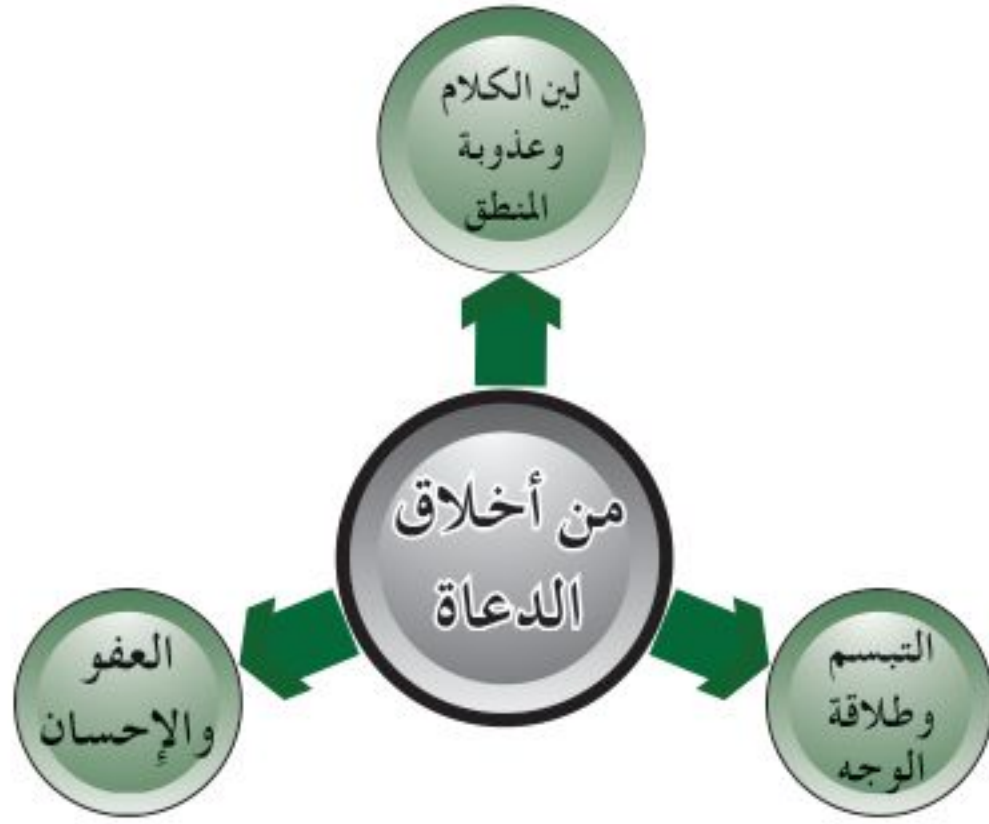 لين الكلام
وعذوبة
المنطق
من أخلاق
الدعاة
التبسم
وطلاقة
الوجه
العفو
والإحسان